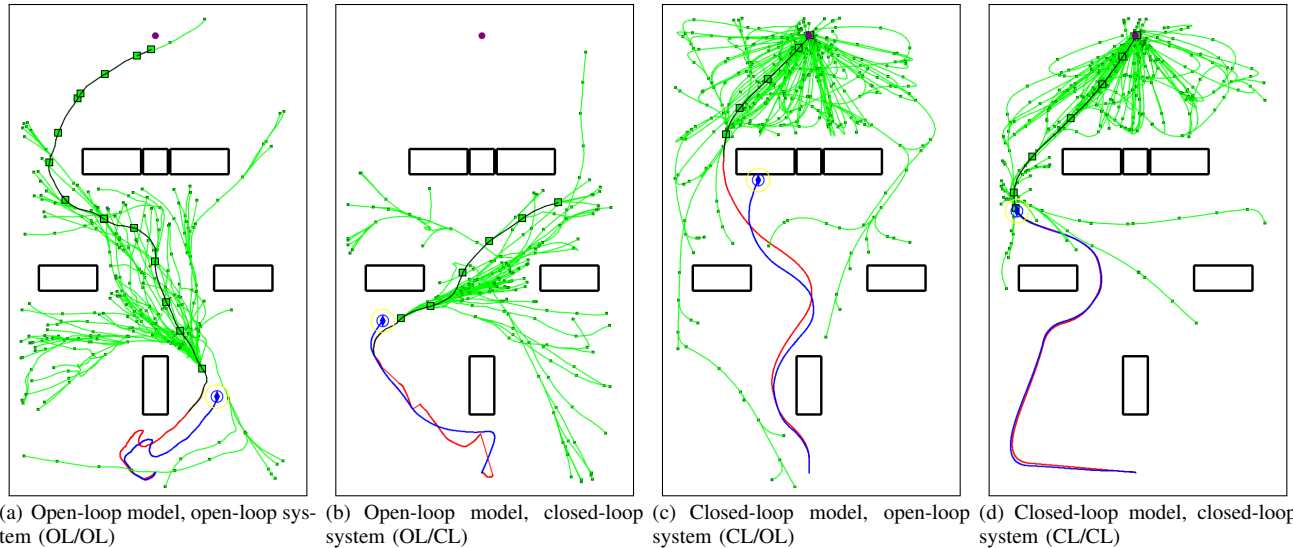 (a) Open-loop model, open-loop sys-
tem (OL/OL)
(b) Open-loop model, closed-loop
system (OL/CL)
(c) Closed-loop model, open-loop
system (CL/OL)
(d) Closed-loop model, closed-loop
system (CL/CL)